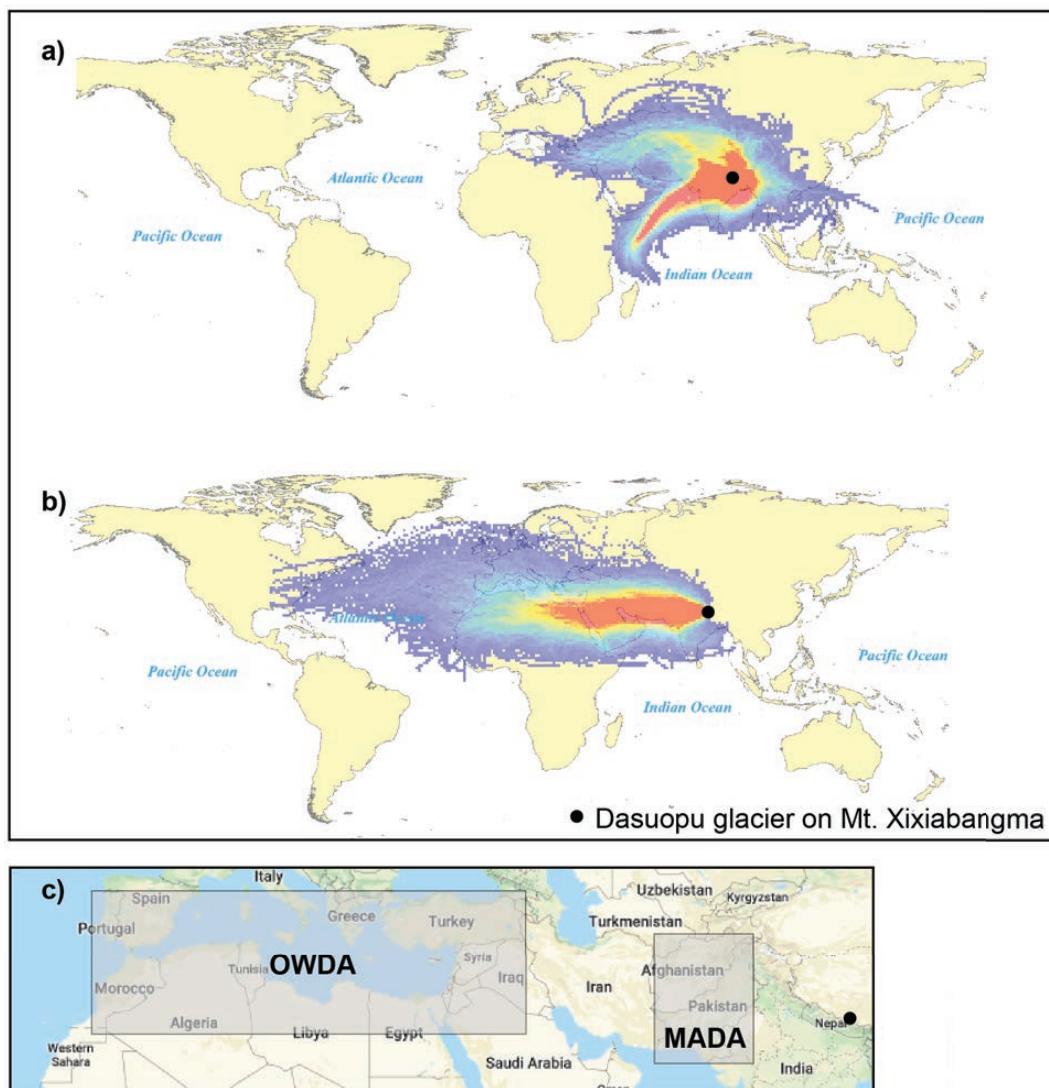 a)
Atlantic Ocean
Pacific Ocean
Pacific Ocean
Indian Ocean
b)
Atlantic Ocean
Pacific Ocean
Pacific Ocean
Indian Ocean
Dasuopu glacier on Mt. Xixiabangma
c)
Italy
Uzbekistan
Kyrgyzstan
Spain
Portugal
Greece
Turkey
Turkmenistan
Tunisia
OWDA
Syria
Iraq
Iran
Afghanistan
Morocco
Pakistan
Algeria
Libya
Egypt
MADA
Nepal
Western
Sahara
Saudi Arabia
India